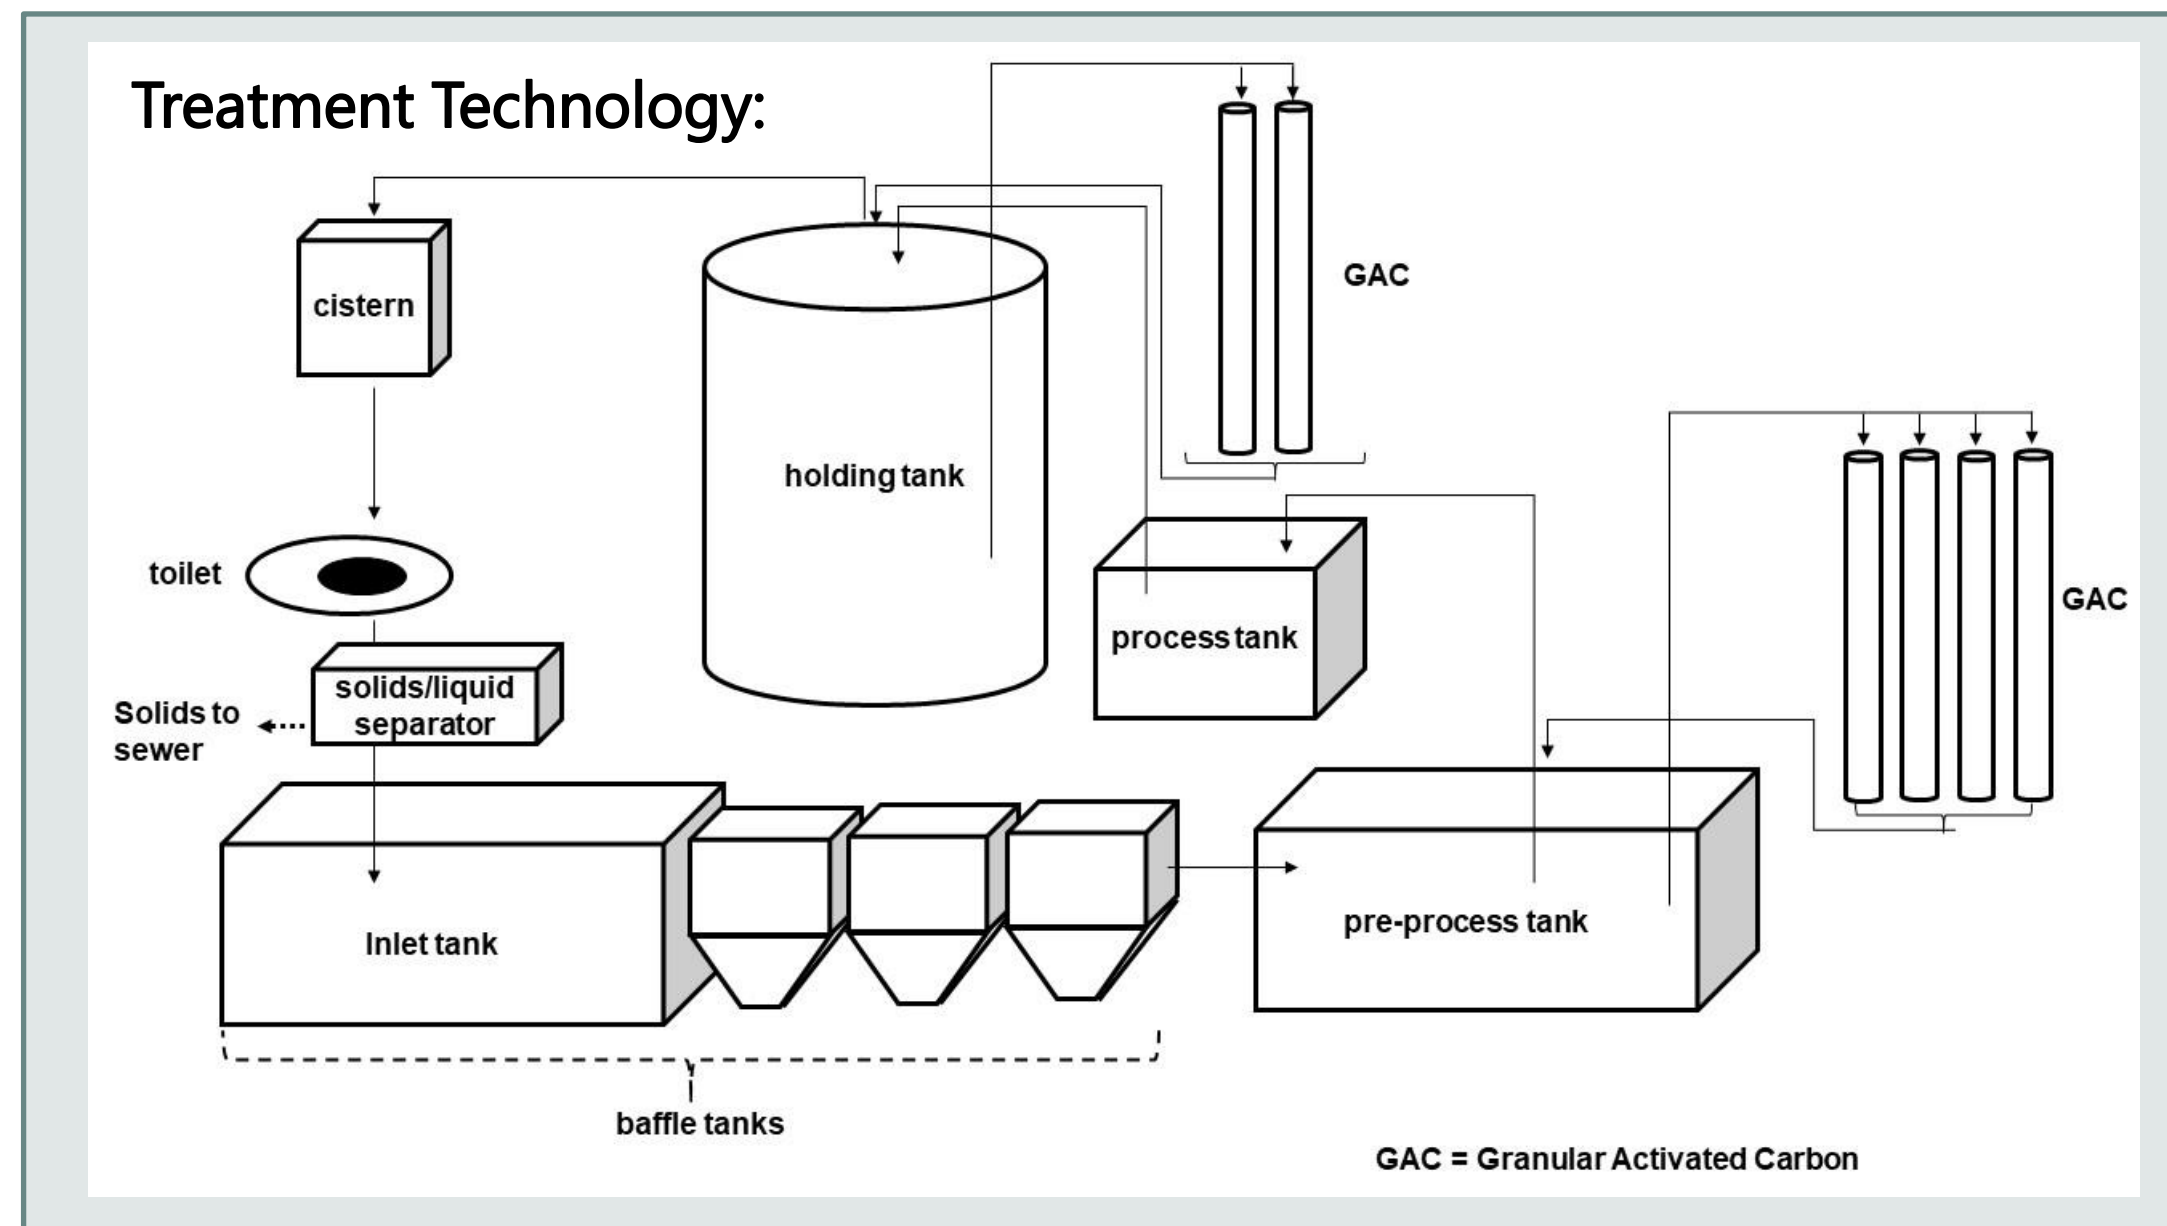 Treatment Technology:
cistern
GAC
holding tank
toilet
process tank
GAC
solids/liquid
separator
Solids to
sewer
pre-process tank
Inlet tank
baffle tanks
GAC = Granular Activated Carbon